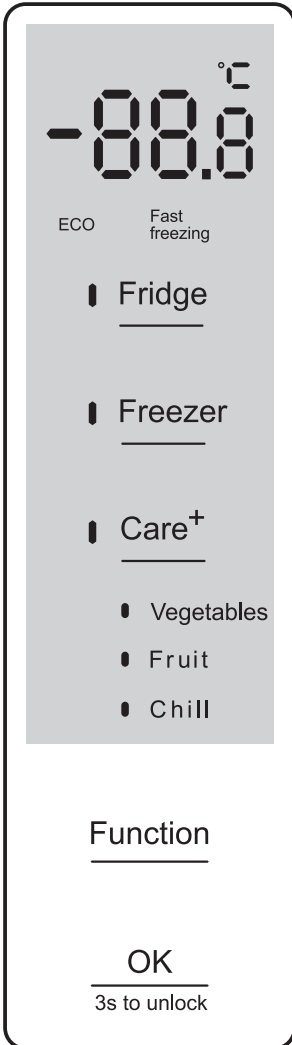 °C
-88.8
ECO
Fast
freezing
Fridge
Freezer
Care+
Vegetables
Fruit
Chill
Function
OK
3s to unlock